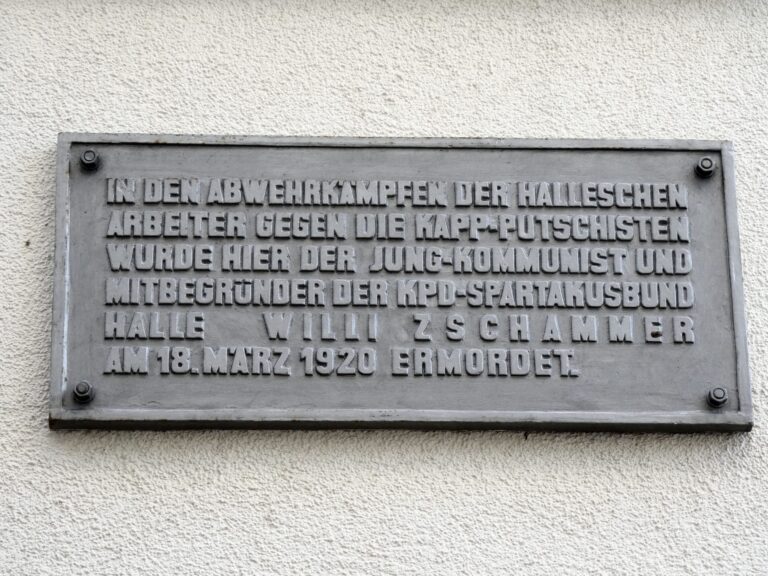 IN DEN ABWEHRKÄMPFEN DER HALLESCHEN
ARBEITER GEGEN DIE KAPP-PUTSCHISTEN
WURDE HIER DER JUNG-KOMMUNIST UND
MITBEGRÜNDER DER KPD-SPARTAKUSBUND
HALLE WILLI ZSCHAMMER
AM 18. MÄRZ 1920 ERMORDET.